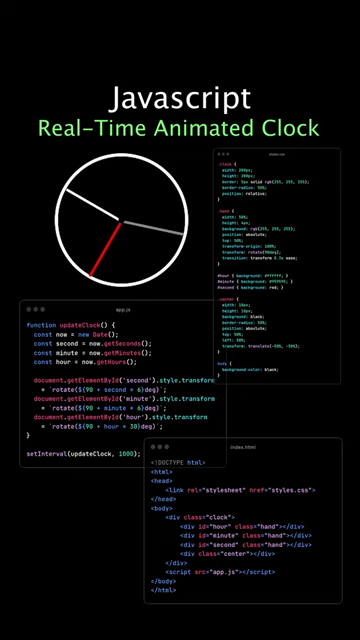 Javascript
Real-Time Animated Clock
styles.css
.clock {
width: 200px;
height: 200px;
border: 5px solid rgb(255, 255, 255);
border-radius: 50%;
position: relative;
}
.hand {
width: 50%;
height: 4px;
background: rgb(255, 255, 255);
position: absolute;
top: 50%;
transform-origin: 100%;
transform: rotate(90deg);
transition: transform 0.3s ease;
}
#hour { background: #ffffff; }
#minute { background: #999999; }
#second { background: red; }
.center {
width: 10px;
height: 10px;
background: black;
border-radius: 50%;
position: absolute;
top: 50%;
left: 50%;
transform: translate(-50%, -50%);
}
body {
background-color: black;
}
app.js
function updateClock() {
const now = new Date();
const second = now.getSeconds();
const minute = now.getMinutes();
const hour = now.getHours();
document.getElementById('second').style.transform
= `rotate(${90 + second * 6}deg)`;
document.getElementById('minute').style.transform
= `rotate(${90 + minute * 6}deg)`;
document.getElementById('hour').style.transform
= `rotate(${90 + hour * 30}deg)`;
}
setInterval(updateClock, 1000);
index.html
<!DOCTYPE html>
<html>
<head>
<link rel="stylesheet" href="styles.css">
</head>
<body>
<div class="clock">
<div id="hour" class="hand"></div>
<div id="minute" class="hand"></div>
<div id="second" class="hand"></div>
<div class="center"></div>
</div>
<script src="app.js"></script>
</body>
</html>